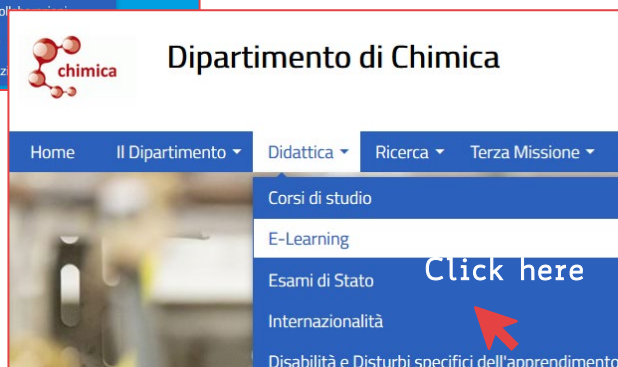 chimica
Dipartimento di Chimica
Home Il Dipartimento Didattica Ricerca Terza Missione
Corsi di studio
E-Learning
Esami di Stato
Click here
Internazionalità
Disabilità e Disturbi specifici dell'apprendimento